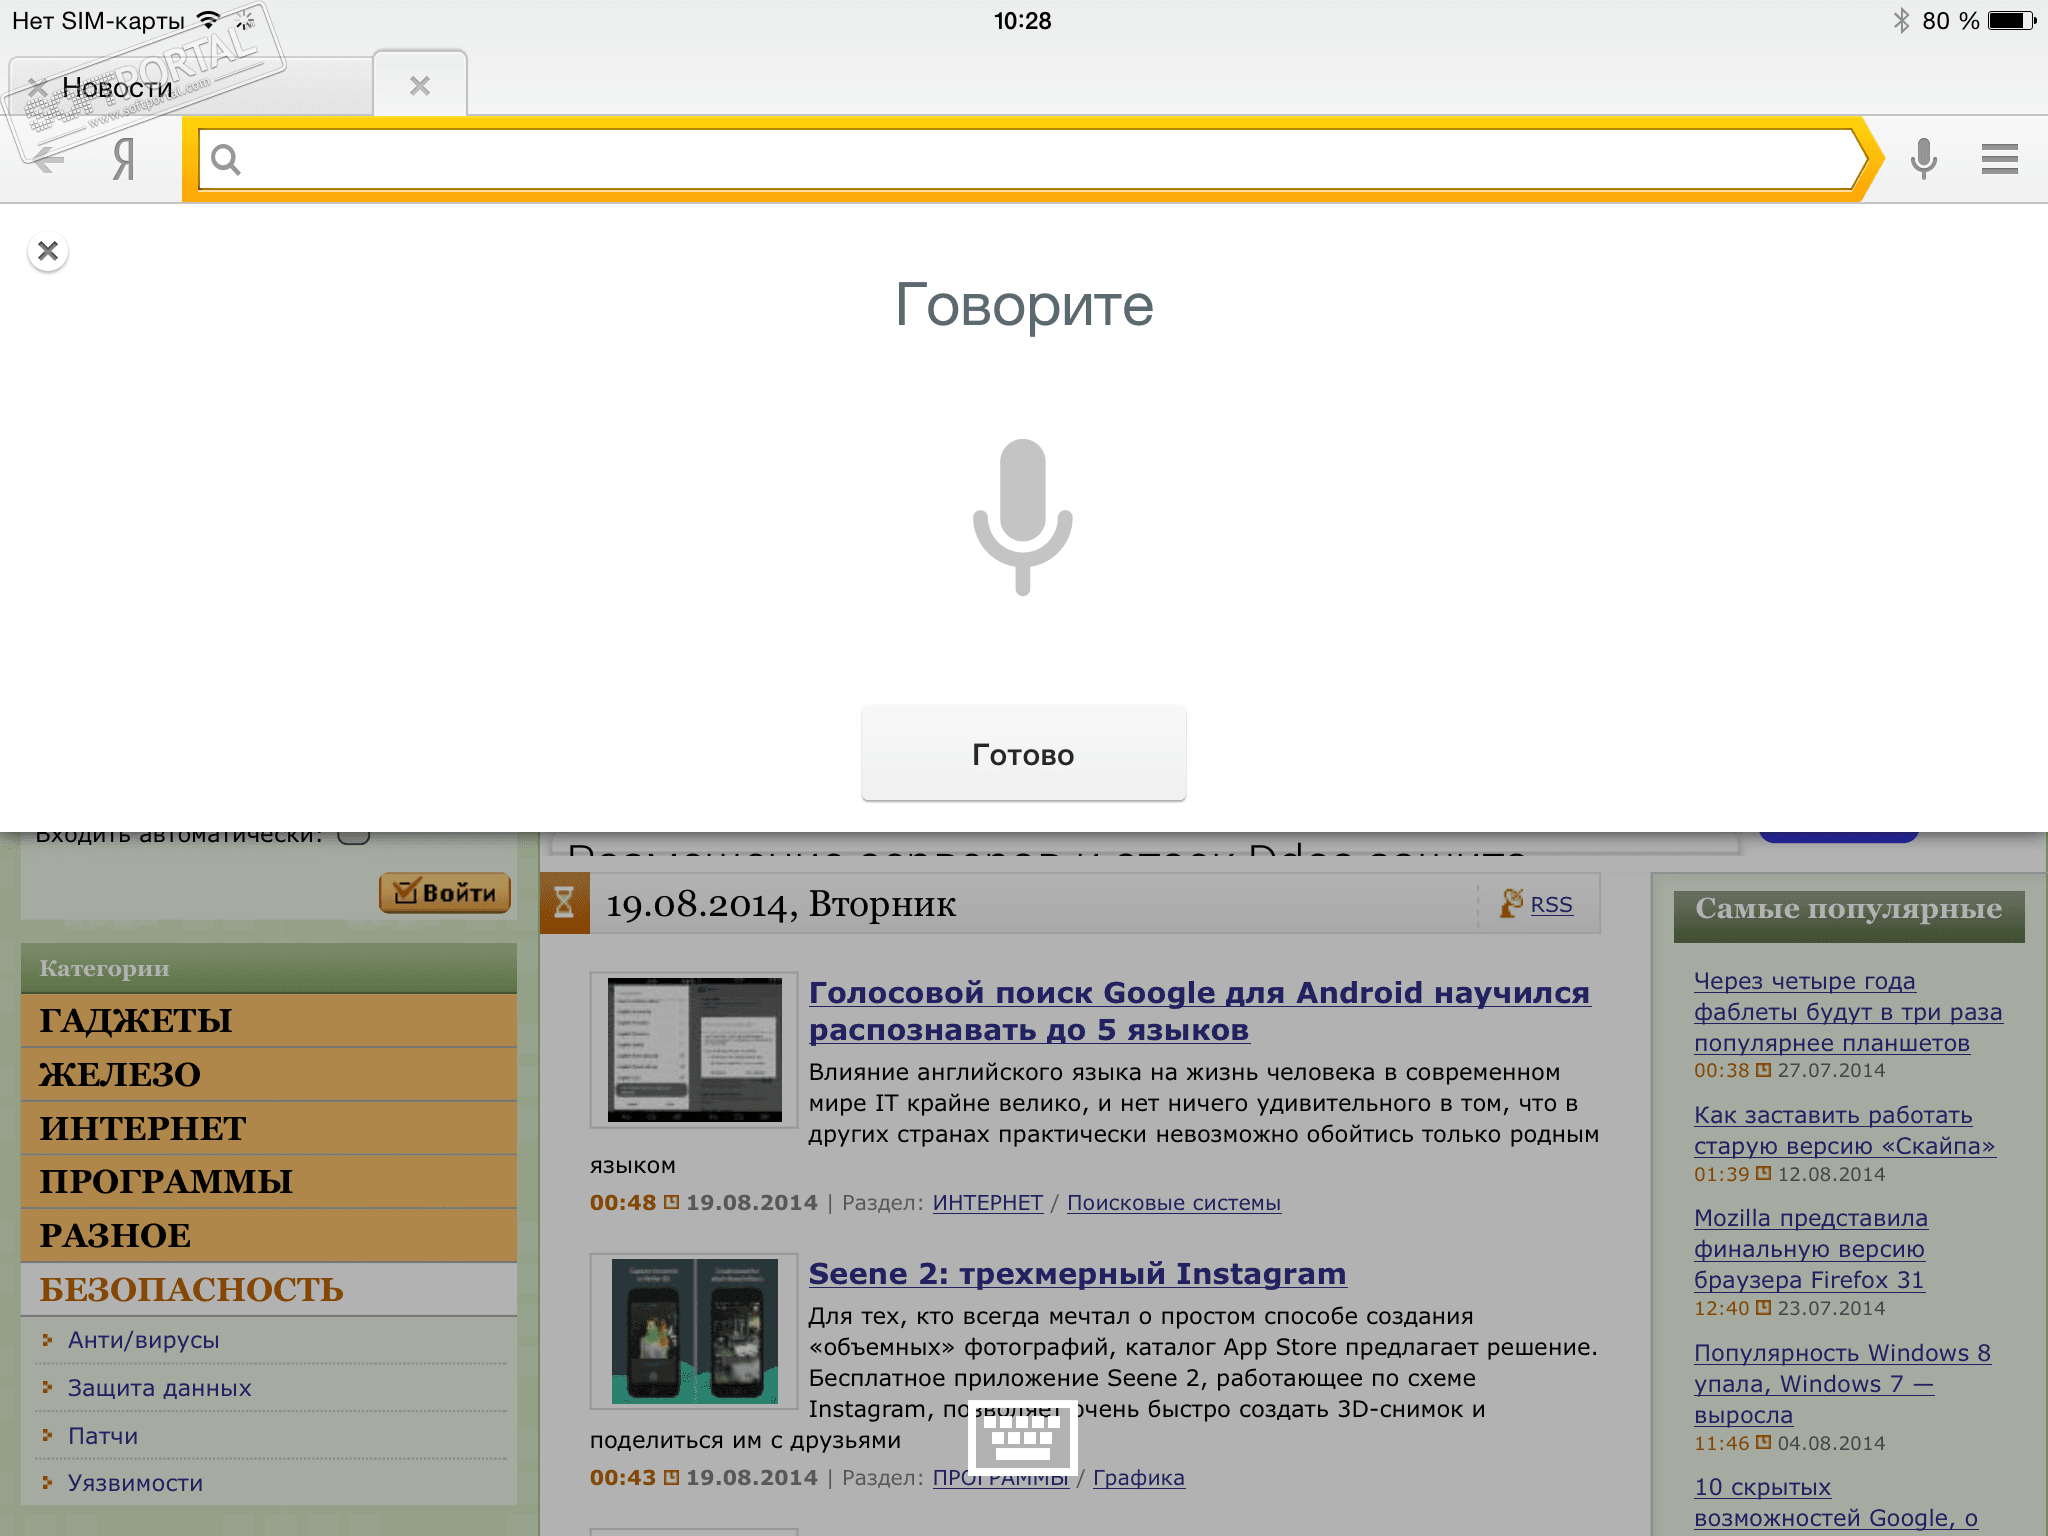 Нет SIM-карты
10:28
80 %
SOFTPORTAL
www.softportal.com
Новости
Я
Говорите
Готово
Входить автоматически:
Войти
Категории
ГАДЖЕТЫ
ЖЕЛЕЗО
ИНТЕРНЕТ
ПРОГРАММЫ
РАЗНОЕ
БЕЗОПАСНОСТЬ
Анти/вирусы
Защита данных
Патчи
Уязвимости
19.08.2014, Вторник
RSS
Голосовой поиск Google для Android научился
распознавать до 5 языков
Влияние английского языка на жизнь человека в современном
мире IT крайне велико, и нет ничего удивительного в том, что в
других странах практически невозможно обойтись только родным
языком
00:48 19.08.2014 | Раздел: ИНТЕРНЕТ / Поисковые системы
Seene 2: трехмерный Instagram
Для тех, кто всегда мечтал о простом способе создания
«объемных» фотографий, каталог App Store предлагает решение.
Бесплатное приложение Seene 2, работающее по схеме
Instagram, позволяет очень быстро создать 3D-снимок и
поделиться им с друзьями
00:43 19.08.2014 | Раздел: ПРОГРАММЫ / Графика
Самые популярные
Через четыре года
фаблеты будут в три раза
популярнее планшетов
00:38 27.07.2014
Как заставить работать
старую версию «Скайпа»
01:39 12.08.2014
Mozilla представила
финальную версию
браузера Firefox 31
12:40 23.07.2014
Популярность Windows 8
упала, Windows 7 —
выросла
11:46 04.08.2014
10 скрытых
возможностей Google, о